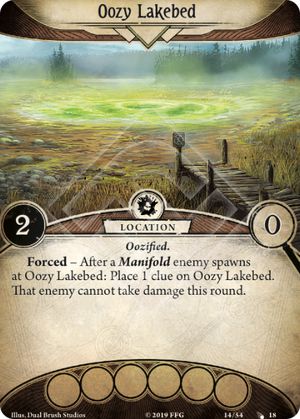 Oozy Lakebed
2
0
LOCATION
Oozified.
Forced – After a Manifold enemy spawns
at Oozy Lakebed: Place 1 clue on Oozy Lakebed.
That enemy cannot take damage this round.
Illus. Dual Brush Studios
© 2019 FFG
14/54
18